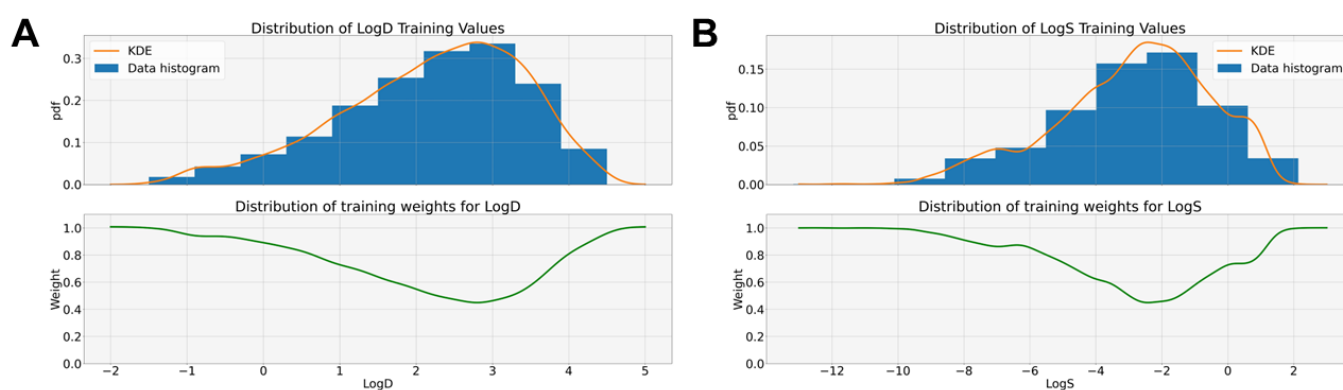 A
Distribution of LogD Training Values
KDE
Data histogram
pdf
0.3
0.2
0.1
0.0
Distribution of training weights for LogD
Weight
1.0
0.8
0.6
0.4
0.2
0.0
−2 −1 0 1 2 3 4 5
LogD
B
Distribution of LogS Training Values
KDE
Data histogram
pdf
0.15
0.10
0.05
0.00
Distribution of training weights for LogS
Weight
1.0
0.8
0.6
0.4
0.2
0.0
−12 −10 −8 −6 −4 −2 0 2
LogS